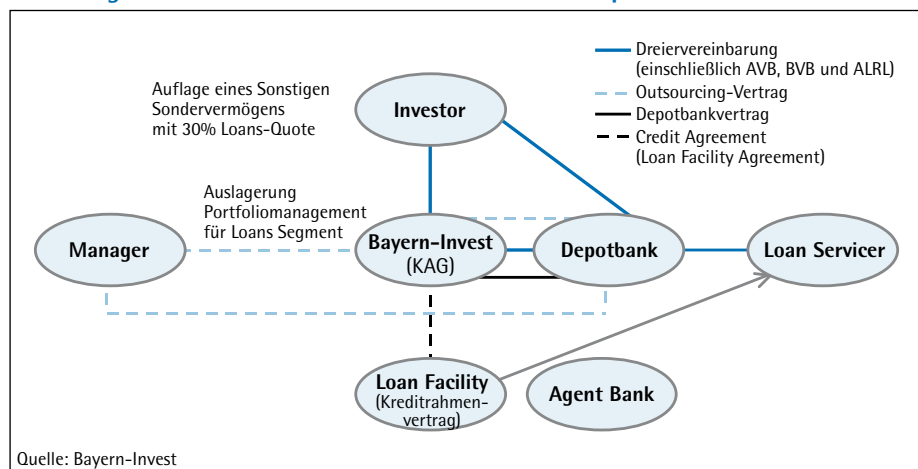 Dreiervereinbarung
(einschließlich AVB, BVB und ALRL)
Outsourcing-Vertrag
Depotbankvertrag
Credit Agreement
(Loan Facility Agreement)
Auflage eines Sonstigen
Sondervermögens
mit 30% Loans-Quote
Investor
Auslagerung
Portfoliomanagement
für Loans Segment
Manager
Bayern-Invest
(KAG)
Depotbank
Loan Servicer
Loan Facility
(Kreditrahmen-
vertrag)
Agent Bank
Quelle: Bayern-Invest